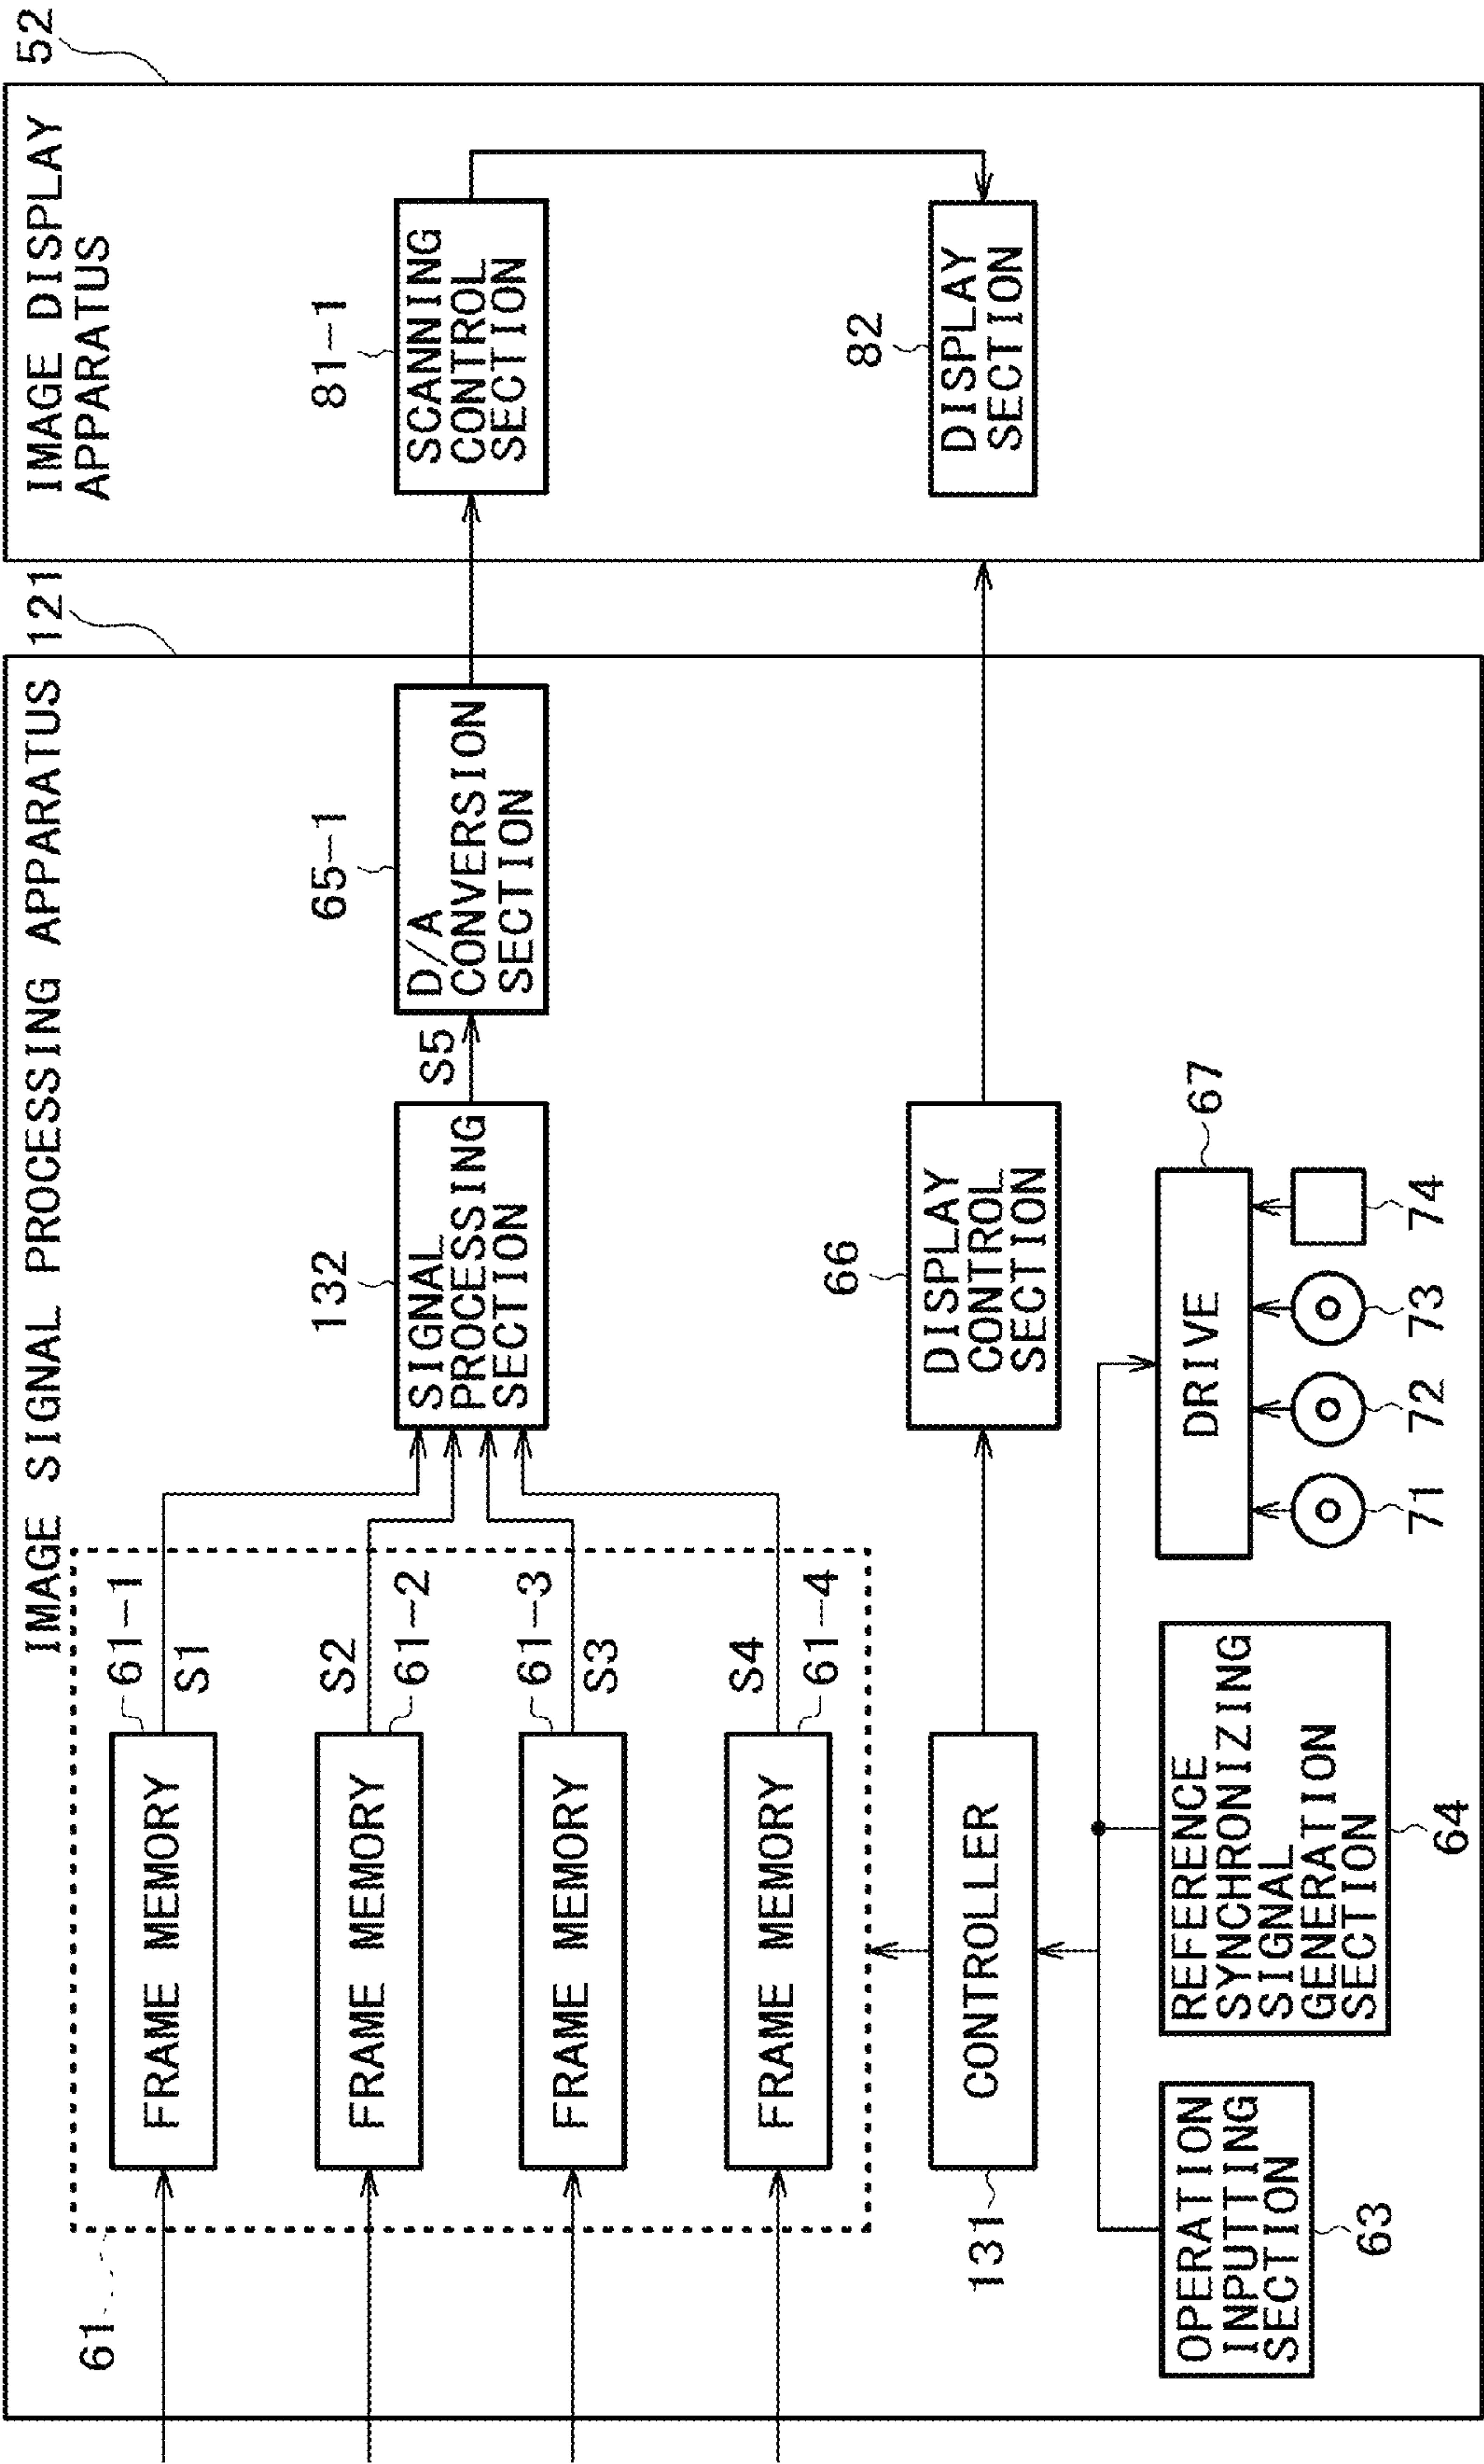 IMAGE SIGNAL PROCESSING APPARATUS 121
IMAGE DISPLAY
APPARATUS
52
61
61-1
FRAME MEMORY
S1
S2
FRAME MEMORY
61-2
61-3
FRAME MEMORY
S3
S4
FRAME MEMORY
61-4
132
SIGNAL
PROCESSING
SECTION
S5
65-1
D/A
CONVERSION
SECTION
81-1
SCANNING
CONTROL
SECTION
82
DISPLAY
SECTION
CONTROLLER
131
66
DISPLAY
CONTROL
SECTION
OPERATION
INPUTTING
SECTION
63
REFERENCE
SYNCHRONIZING
SIGNAL
GENERATION
SECTION
64
DRIVE
67
71
72
73
74